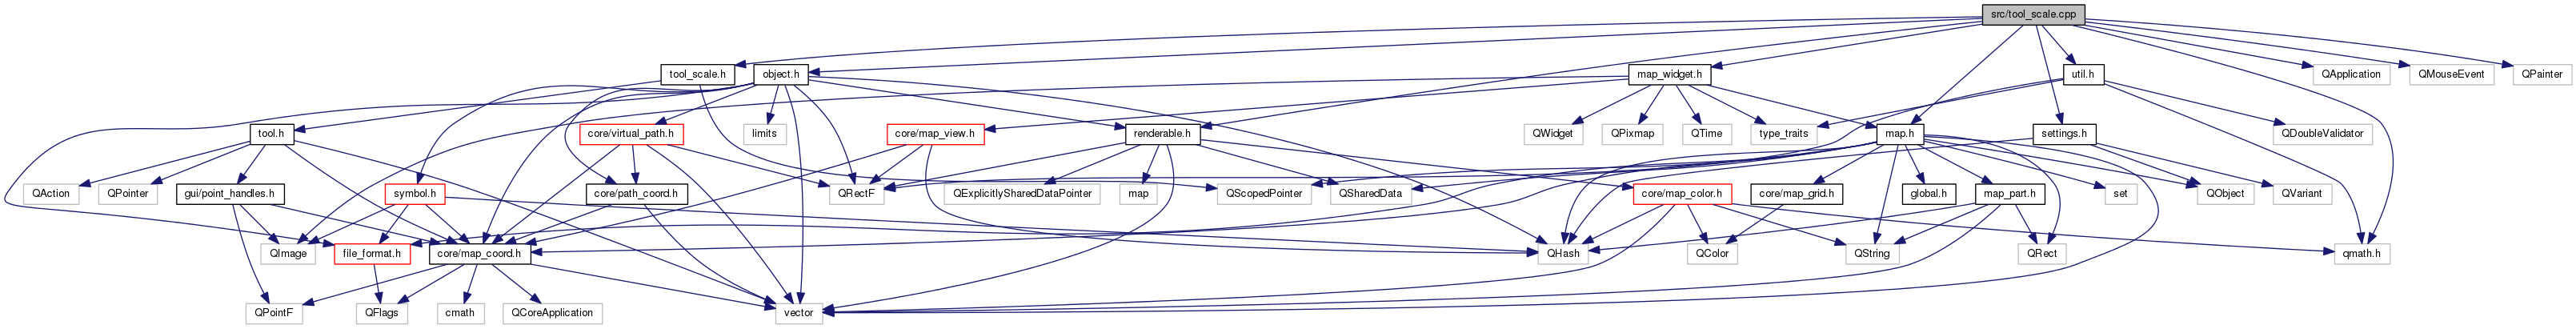 src/tool_scale.cpp
tool_scale.h
object.h
map_widget.h
util.h
QApplication
QMouseEvent
QPainter
tool.h
core/virtual_path.h
limits
core/map_view.h
renderable.h
QWidget
QPixmap
QTime
type_traits
map.h
settings.h
QDoubleValidator
QAction
QPointer
gui/point_handles.h
symbol.h
core/path_coord.h
QRectF
QExplicitlySharedDataPointer
map
QScopedPointer
QSharedData
core/map_color.h
core/map_grid.h
global.h
map_part.h
set
QObject
QVariant
QImage
file_format.h
core/map_coord.h
QHash
QColor
QString
QRect
qmath.h
QPointF
QFlags
cmath
QCoreApplication
vector